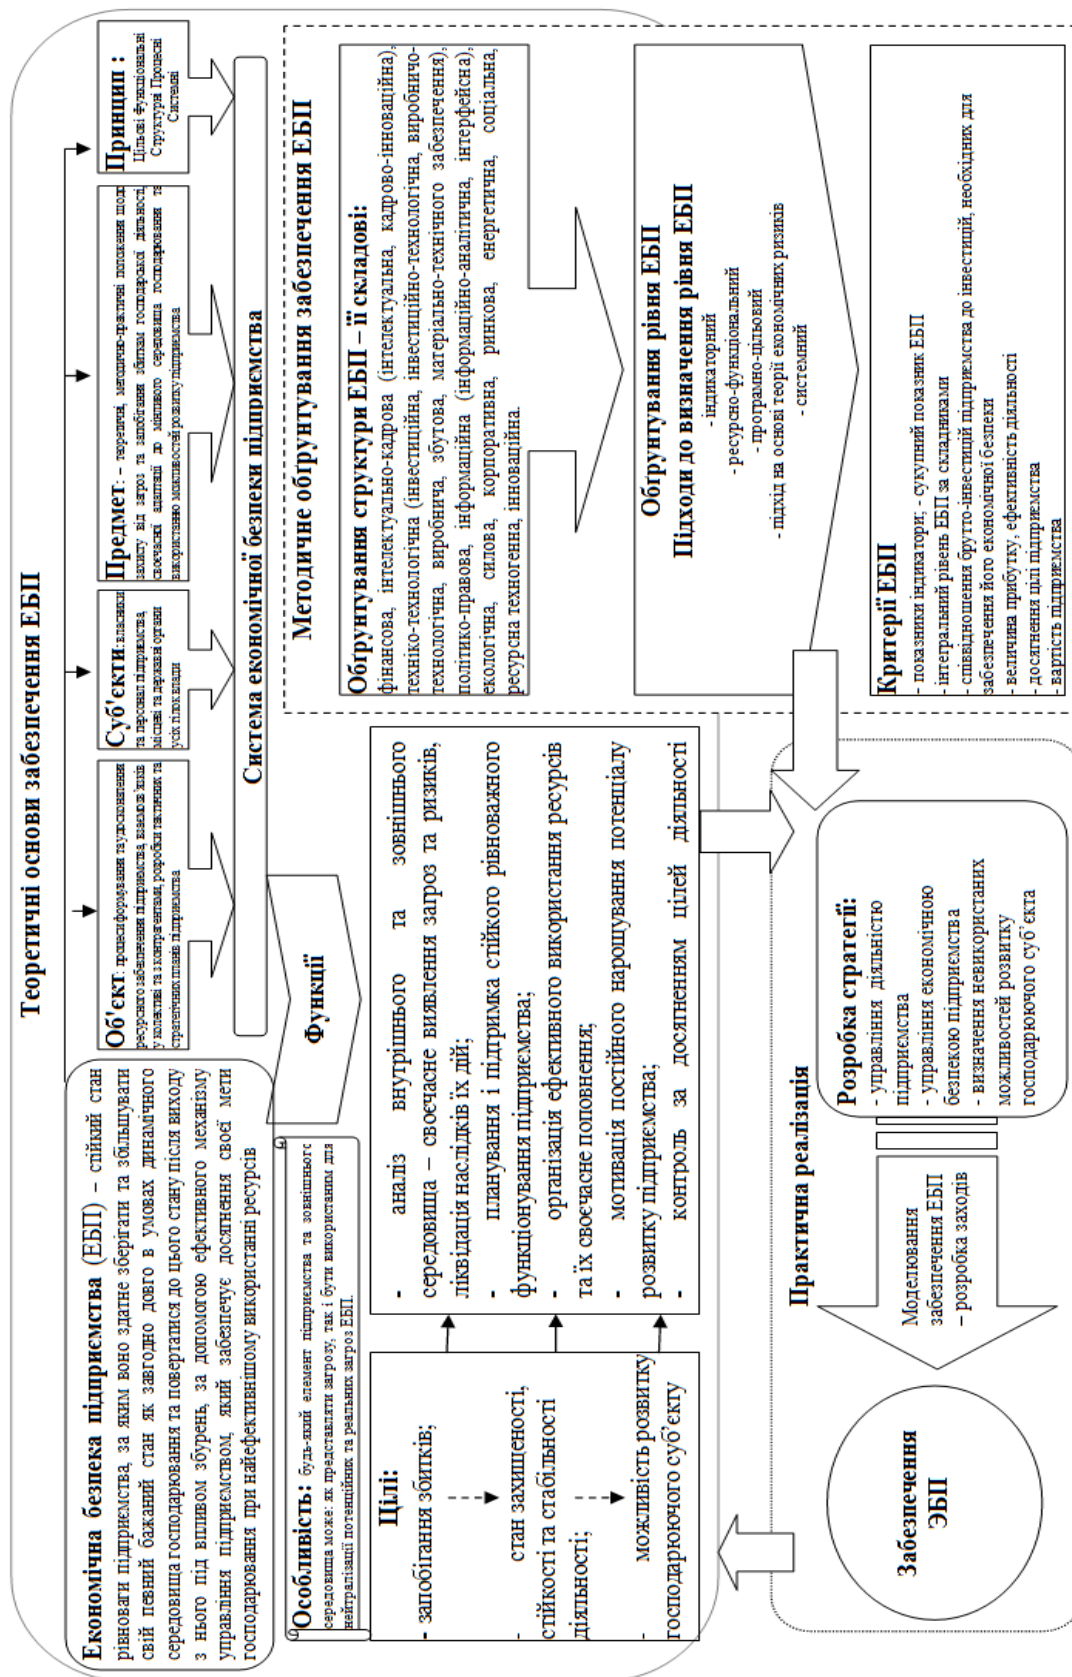 Теоретичні основи забезпечення ЕБП
Економічна безпека підприємства (ЕБП) – стійкий стан
рівноваги підприємства, за яким воно здатне зберігати та збільшувати
свій певний бажаний стан як завгодно довго в умовах динамічного
середовища господарювання та повертатися до цього стану після виходу
з нього під впливом збурень, за допомогою ефективного механізму
управління підприємством, який забезпечує досягнення своєї мети
господарювання при найефективнішому використанні ресурсів
Об'єкт: процеси формування та удосконалення
ресурсного забезпечення підприємства, взаємозв'язків
у колективі та з контрагентами, розробки тактичних та
стратегічних планів підприємства
Суб'єкти: власники
та персонал підприємства,
місцеві та державні органи
усіх гілок влади
Предмет: – теоретичні, методично-практичні положення щодо
захисту від загроз та запобігання збиткам господарської діяльності,
своєчасної адаптації до мінливого середовища господарювання та
використанню можливостей розвитку підприємства
Принцип :
Цільові Функціональні
Структурні Процесні
Системні
Система економічної безпеки підприємства
Особливість: будь-який елемент підприємства та зовнішнього
середовища може: як представляти загрозу, так і бути використаним для
нейтралізації потенційних та реальних загроз ЕБП.
Функції
Цілі:
- запобігання збитків;
- стан захищеності,
стійкості та стабільності
діяльності;
- можливість розвитку
господарюючого суб'єкту
- аналіз внутрішнього та зовнішнього
середовища – своєчасне виявлення загроз та ризиків,
ліквідація наслідків їх дій;
- планування і підтримка стійкого рівноважного
функціонування підприємства;
- організація ефективного використання ресурсів
та їх своєчасне поповнення;
- мотивація постійного нарощування потенціалу
розвитку підприємства;
- контроль за досягненням цілей діяльності
Методичне обґрунтування забезпечення ЕБП
Обґрунтування структури ЕБП – її складові:
фінансова, інтелектуально-кадрова (інтелектуальна, кадрово-інноваційна),
техніко-технологічна (інвестиційна, інвестиційно-технологічна, виробничо-
технологічна, виробнича, збутова, матеріально-технічного забезпечення),
політико-правова, інформаційна (інформаційно-аналітична, інтерфейсна),
екологічна, силова, корпоративна, ринкова, енергетична, соціальна,
ресурсна техногенна, інноваційна.
Обґрунтування рівня ЕБП
Підходи до визначення рівня ЕБП
- індикаторний
- ресурсно-функціональний
- програмно-цільовий
- підхід на основі теорії економічних ризиків
- системний
Критерії ЕБП
- показники індикатори; - сукупний показник ЕБП
- інтегральний рівень ЕБП за складниками
- співвідношення брутто-інвестицій підприємства до інвестицій, необхідних для
забезпечення його економічної безпеки
- величина прибутку, ефективність діяльності
- досягнення цілі підприємства
- вартість підприємства
Практична реалізація
Розробка стратегії:
- управління діяльністю
підприємства
- управління економічною
безпекою підприємства
- визначення невикористаних
можливостей розвитку
господарюючого суб'єкта
Моделювання
забезпечення ЕБП
– розробка заходів
Забезпечення
ЭБП